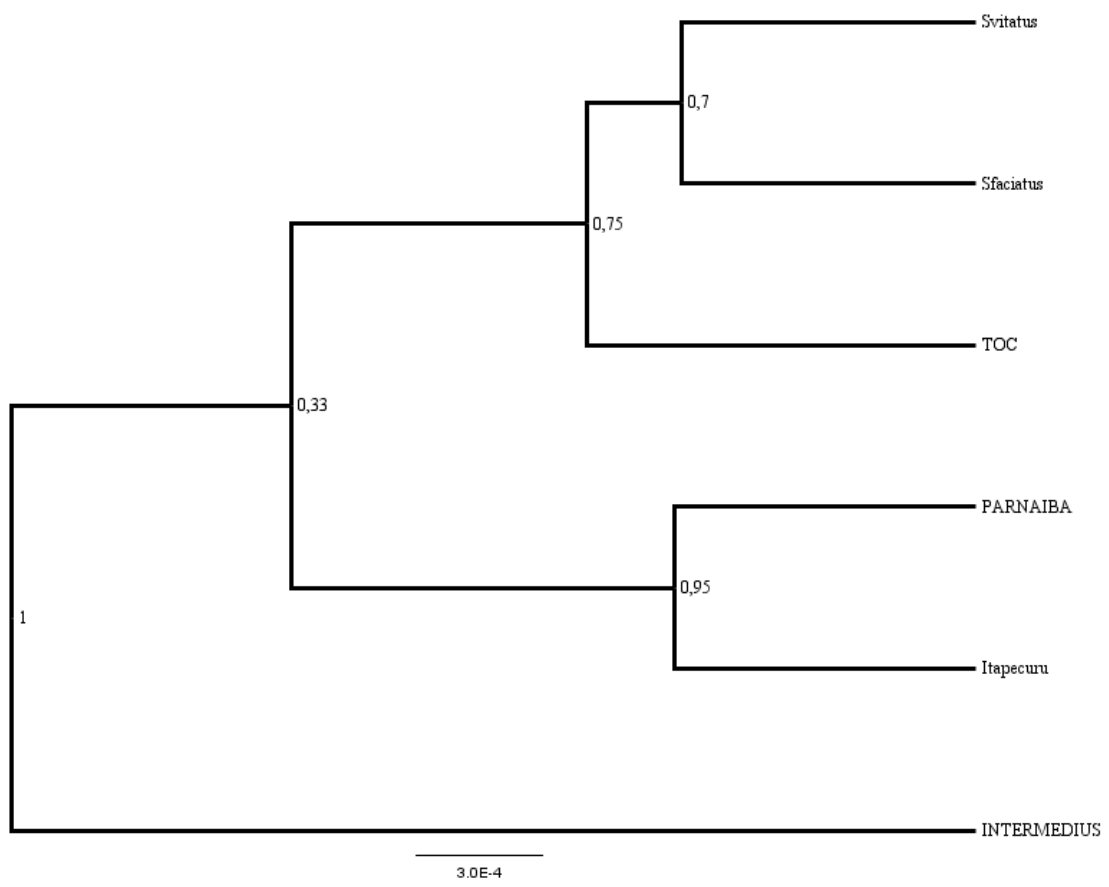 Svitatus
0,7
Sfaciatus
0,75
TOC
0,33
PARNAIBA
0,95
1
Itapecuru
INTERMEDIUS
3.0E-4